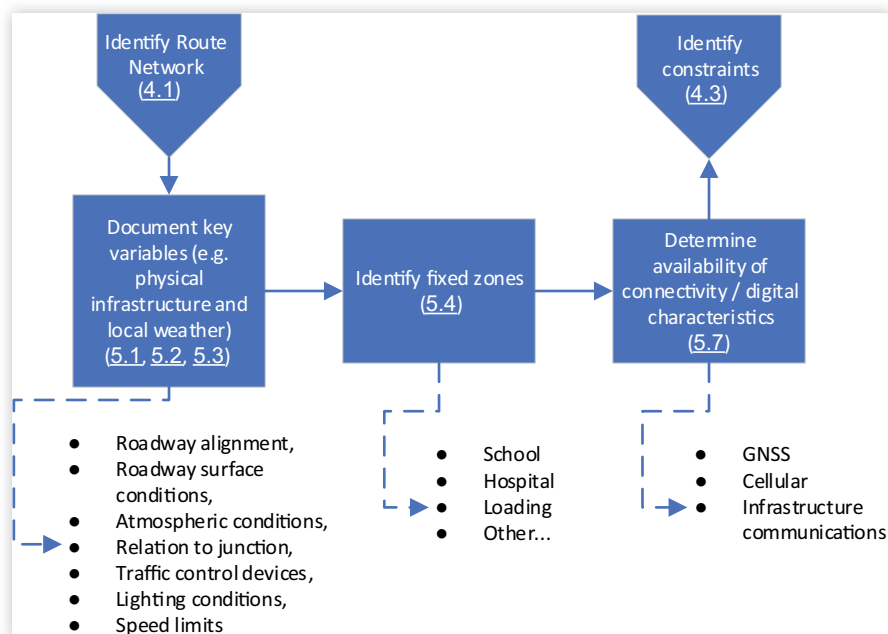 Identify Route
Network
(4.1)
Identify
constraints
(4.3)
Document key
variables (e.g.
physical
infrastructure and
local weather)
(5.1, 5.2, 5.3)
Identify fixed zones
(5.4)
Determine
availability of
connectivity / digital
characteristics
(5.7)
● Roadway alignment,
● Roadway surface
conditions,
● Atmospheric conditions,
● Relation to junction,
● Traffic control devices,
● Lighting conditions,
● Speed limits
● School
● Hospital
● Loading
● Other...
● GNSS
● Cellular
● Infrastructure
communications